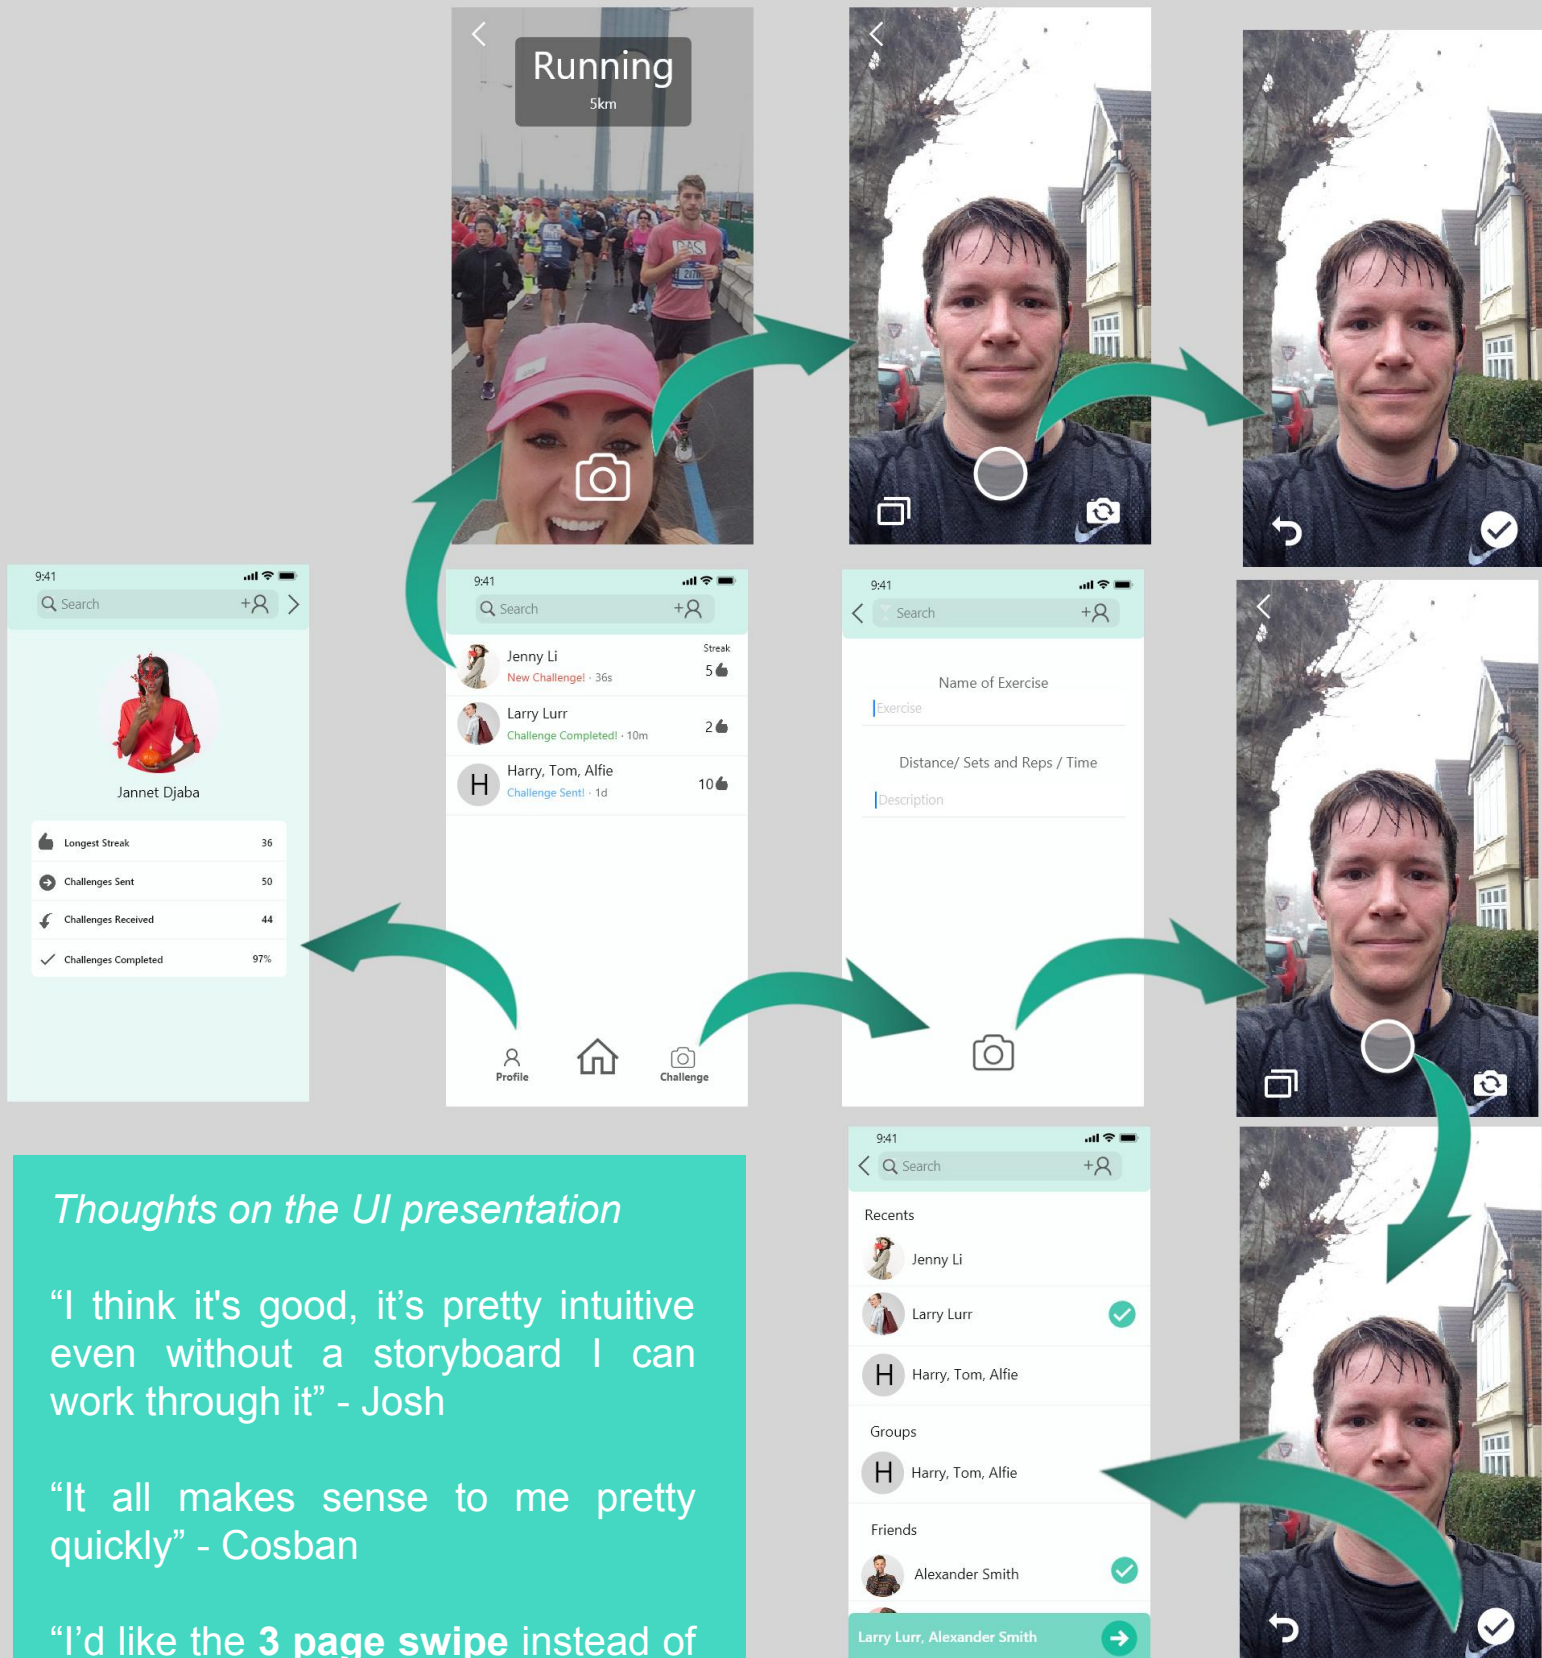 Running
5km
9:41
Search
Jannet Djaba
Longest Streak 36
Challenges Sent 50
Challenges Received 44
Challenges Completed 97%
9:41
Search
Streak
Jenny Li
New Challenge! · 36s
5
Larry Lurr
Challenge Completed! · 10m
2
H
Harry, Tom, Alfie
Challenge Sent! · 1d
10
Profile
Challenge
9:41
Search
Name of Exercise
Exercise
Distance/ Sets and Reps / Time
Description
9:41
Search
Recents
Jenny Li
Larry Lurr
H Harry, Tom, Alfie
Groups
H Harry, Tom, Alfie
Friends
Alexander Smith
Larry Lurr, Alexander Smith
Thoughts on the UI presentation
“I think it's good, it’s pretty intuitive
even without a storyboard I can
work through it” - Josh
“It all makes sense to me pretty
quickly” - Cosban
“I’d like the 3 page swipe instead of